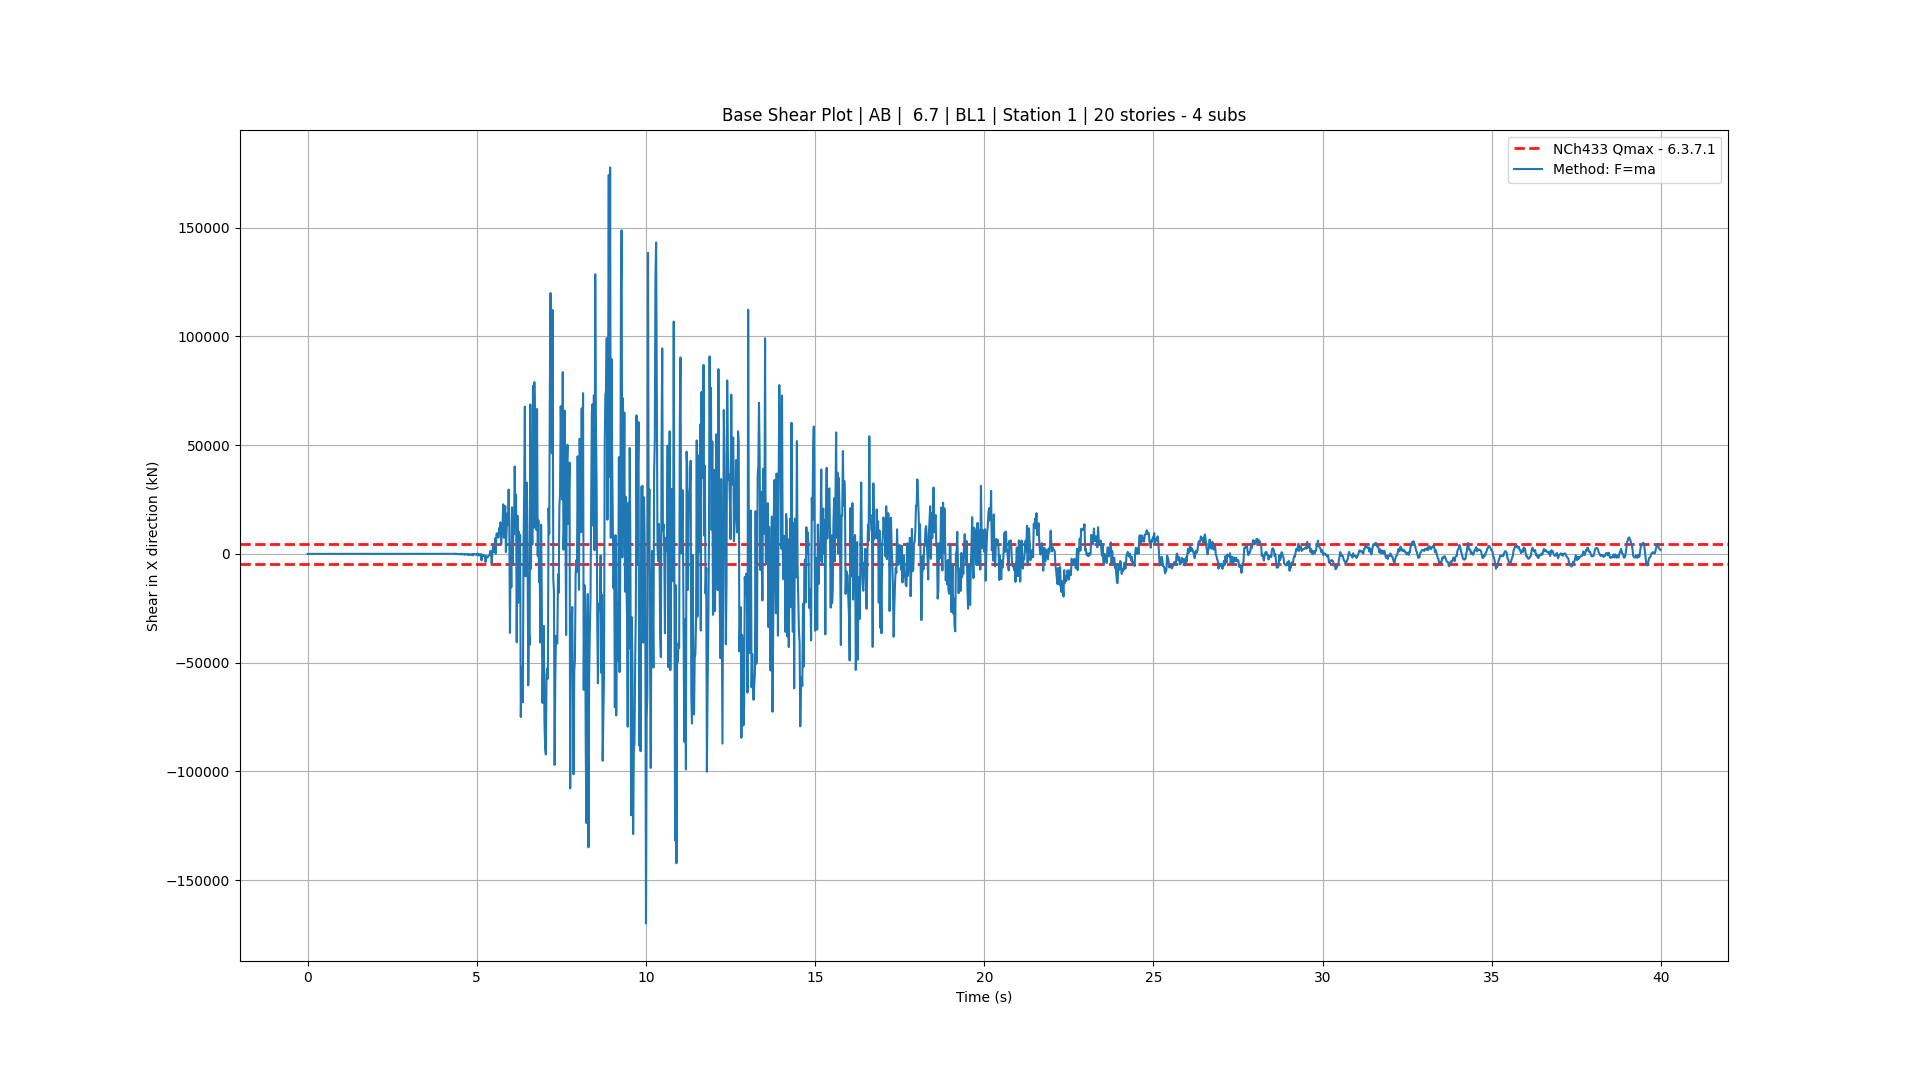 Base Shear Plot | AB |  6.7 | BL1 | Station 1 | 20 stories - 4 subs
NCh433 Qmax - 6.3.7.1
Method: F=ma
Shear in X direction (kN)
150000
100000
50000
0
−50000
−100000
−150000
0 5 10 15 20 25 30 35 40
Time (s)